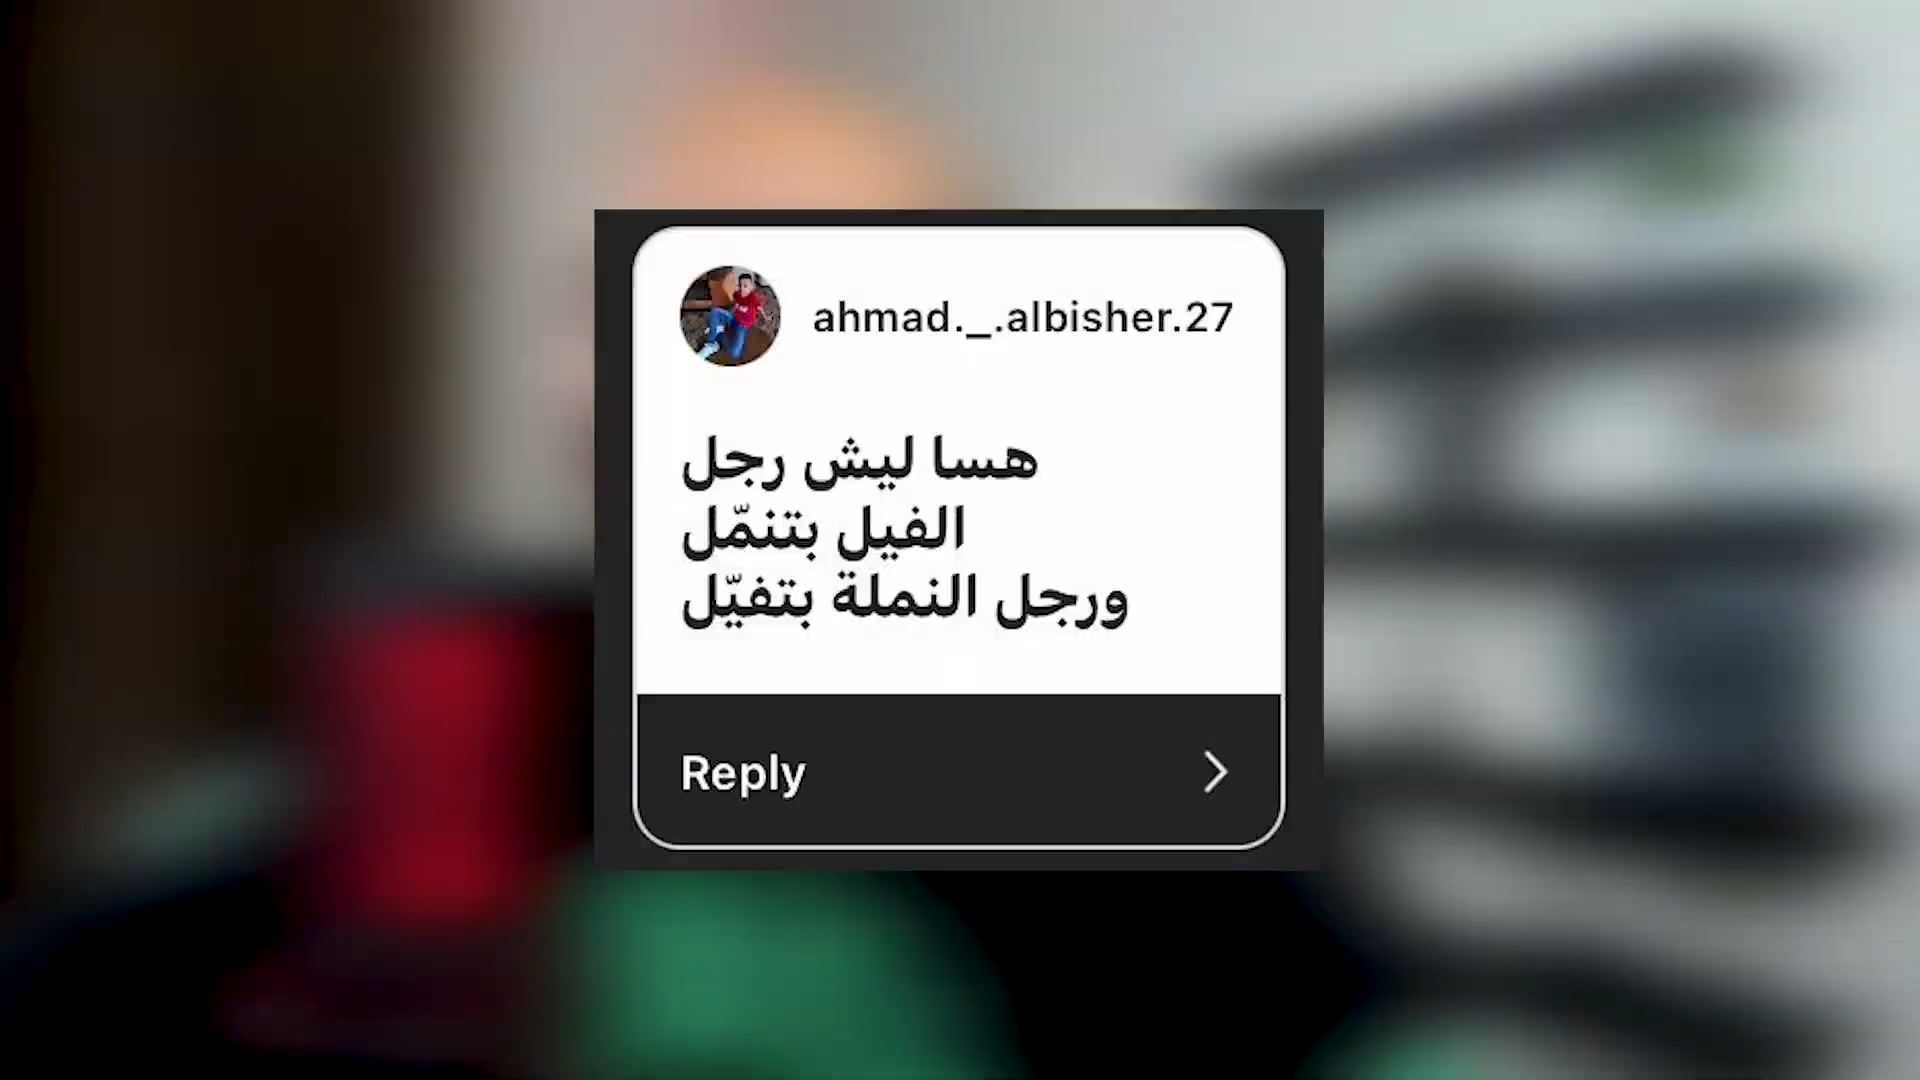 ahmad._.albisher.27
هسا ليش رجل
الفيل بتنمّل
ورجل النملة بتفيّل
Reply